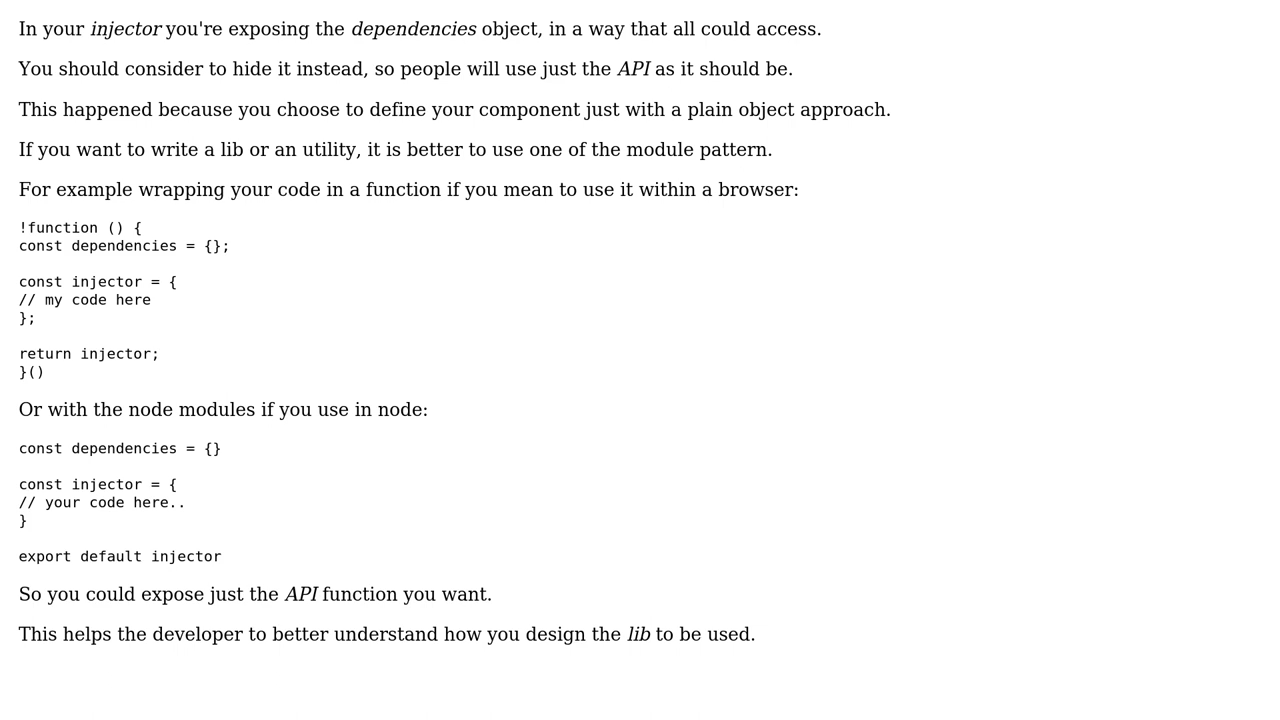 In your injector you're exposing the dependencies object, in a way that all could access.
You should consider to hide it instead, so people will use just the API as it should be.
This happened because you choose to define your component just with a plain object approach.
If you want to write a lib or an utility, it is better to use one of the module pattern.
For example wrapping your code in a function if you mean to use it within a browser:
!function () {
const dependencies = {};
const injector = {
// my code here
};
return injector;
}()
Or with the node modules if you use in node:
const dependencies = {}
const injector = {
// your code here..
}
export default injector
So you could expose just the API function you want.
This helps the developer to better understand how you design the lib to be used.